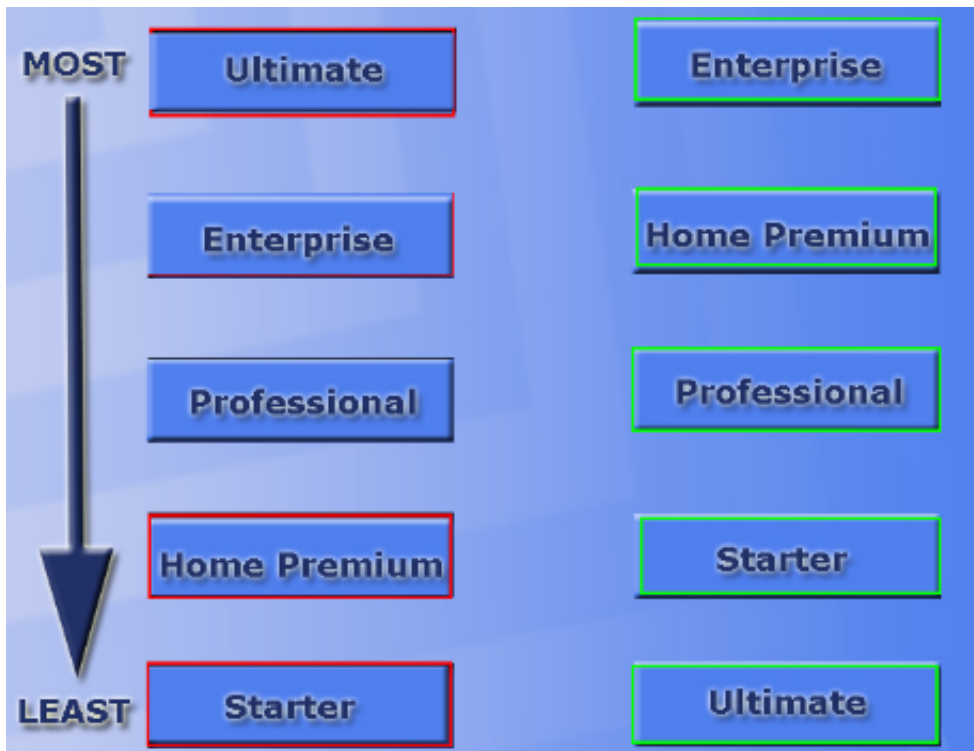 MOST
Ultimate
Enterprise
Enterprise
Home Premium
Professional
Professional
Home Premium
Starter
LEAST
Starter
Ultimate